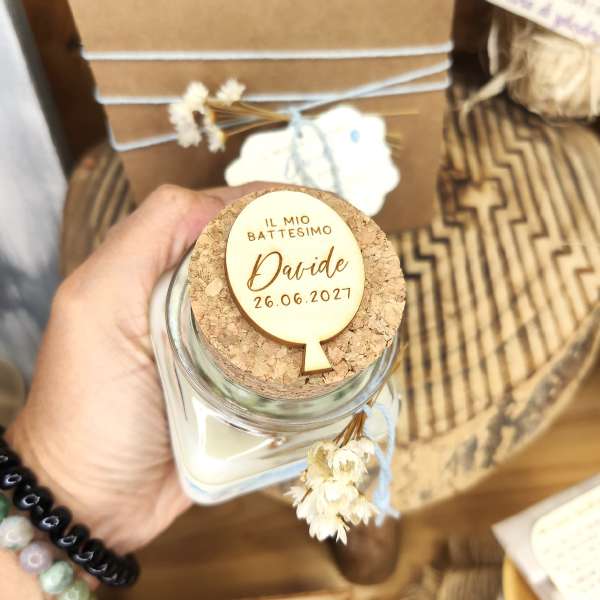 IL MIO
BATTESIMO
Davide
26.06.2027